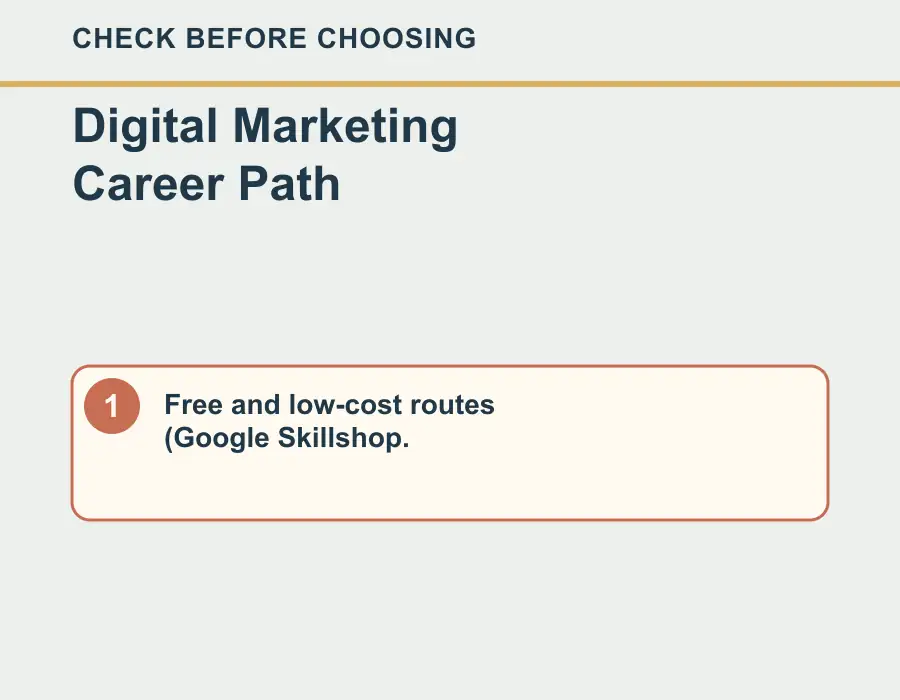 CHECK BEFORE CHOOSING
Digital Marketing
Career Path
1
Free and low-cost routes
(Google Skillshop.